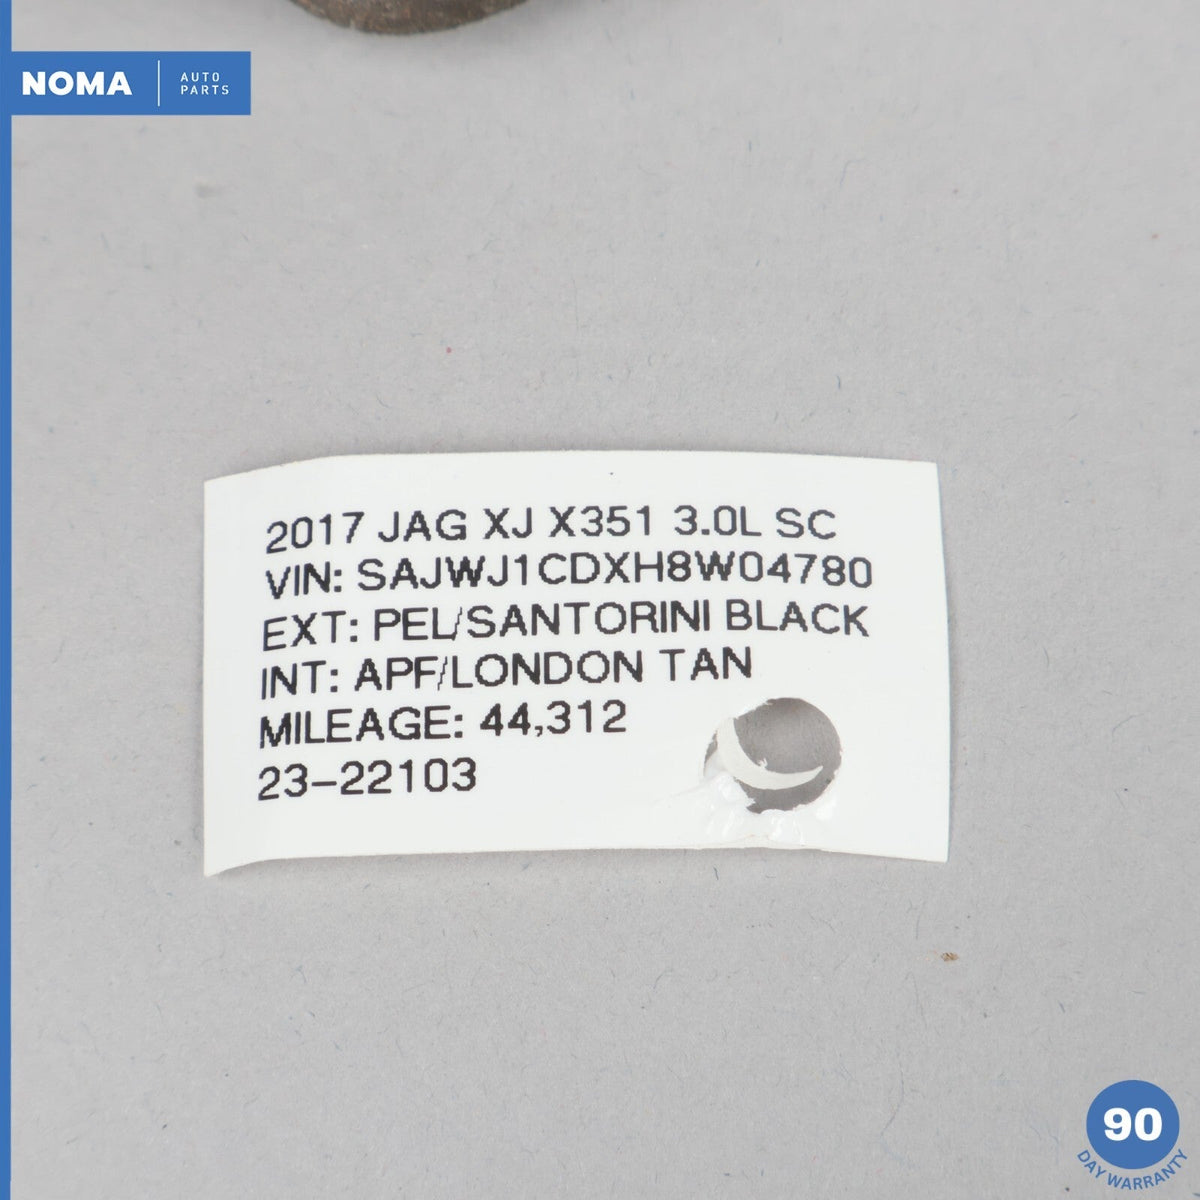 NOMA
AUTO
PARTS
2017 JAG XJ X351 3.0L SC
VIN: SAJWJ1CDXH8W04780
EXT: PEL/SANTORINI BLACK
INT: APF/LONDON TAN
MILEAGE: 44,312
23-22103
90
DAY WARRANTY